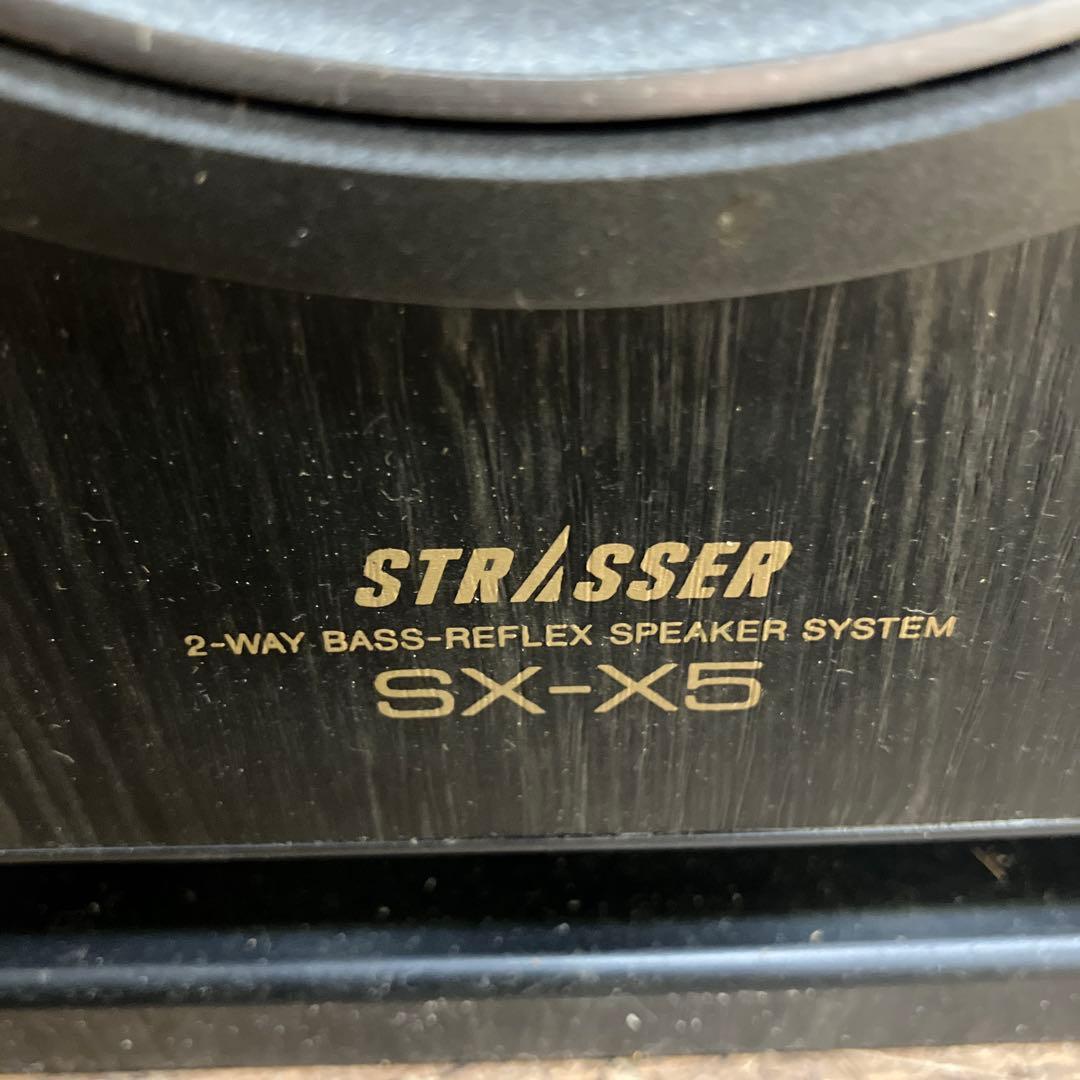 STRASSER
2-WAY BASS-REFLEX SPEAKER SYSTEM
SX-X5